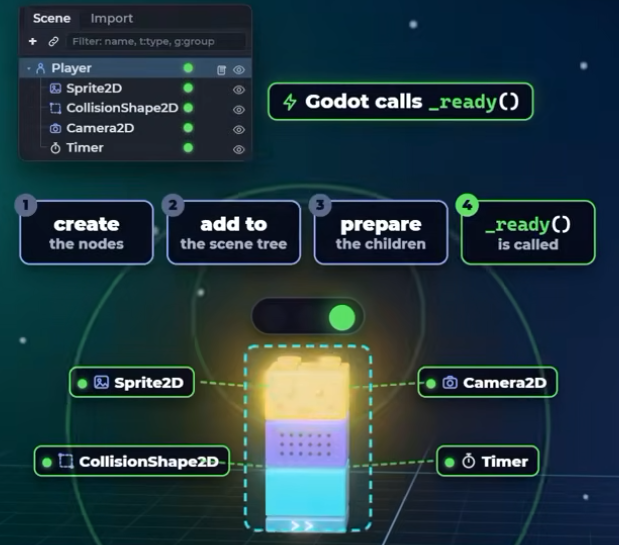 Scene Import
+ Filter: name, t:type, g:group
Player
Sprite2D
CollisionShape2D
Camera2D
Timer
Godot calls _ready()
1
create
the nodes
2
add to
the scene tree
3
prepare
the children
4
_ready()
is called
Sprite2D
Camera2D
CollisionShape2D
Timer
>>